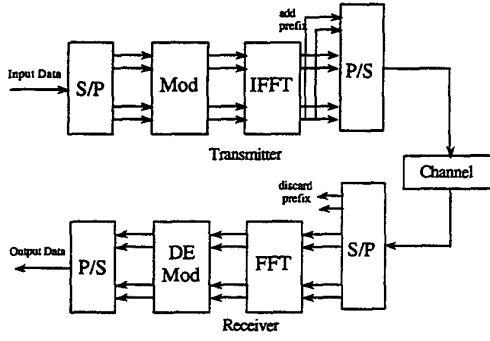 add
prefix
Input Data
S/P
Mod
IFFT
P/S
Transmitter
Channel
discard
prefix
Output Data
P/S
DE
Mod
FFT
S/P
Receiver